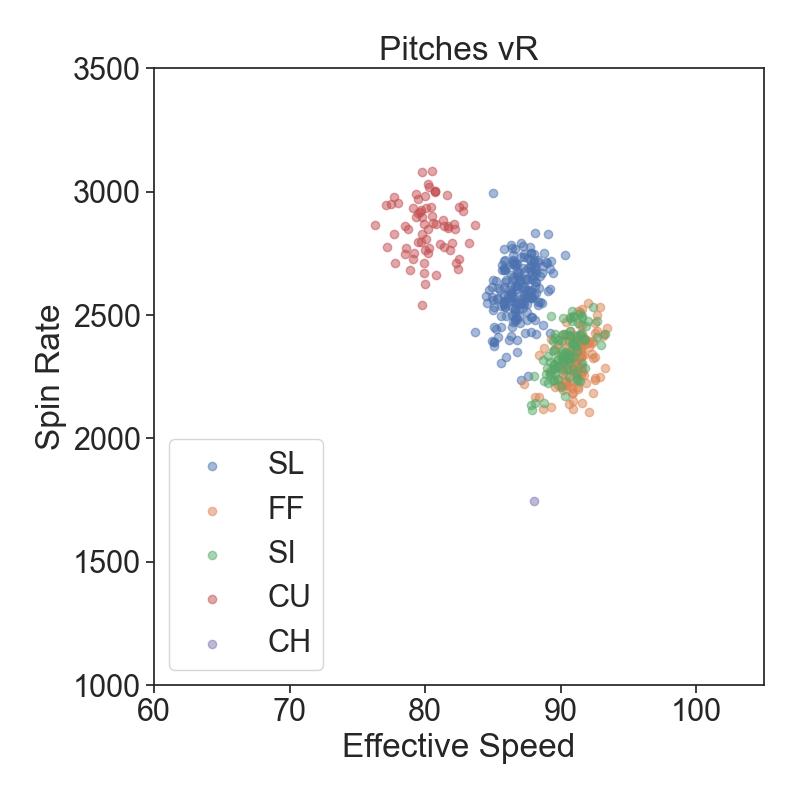 Pitches vR
3500
3000
2500
2000
1500
1000
Spin Rate
SL
FF
SI
CU
CH
60 70 80 90 100
Effective Speed